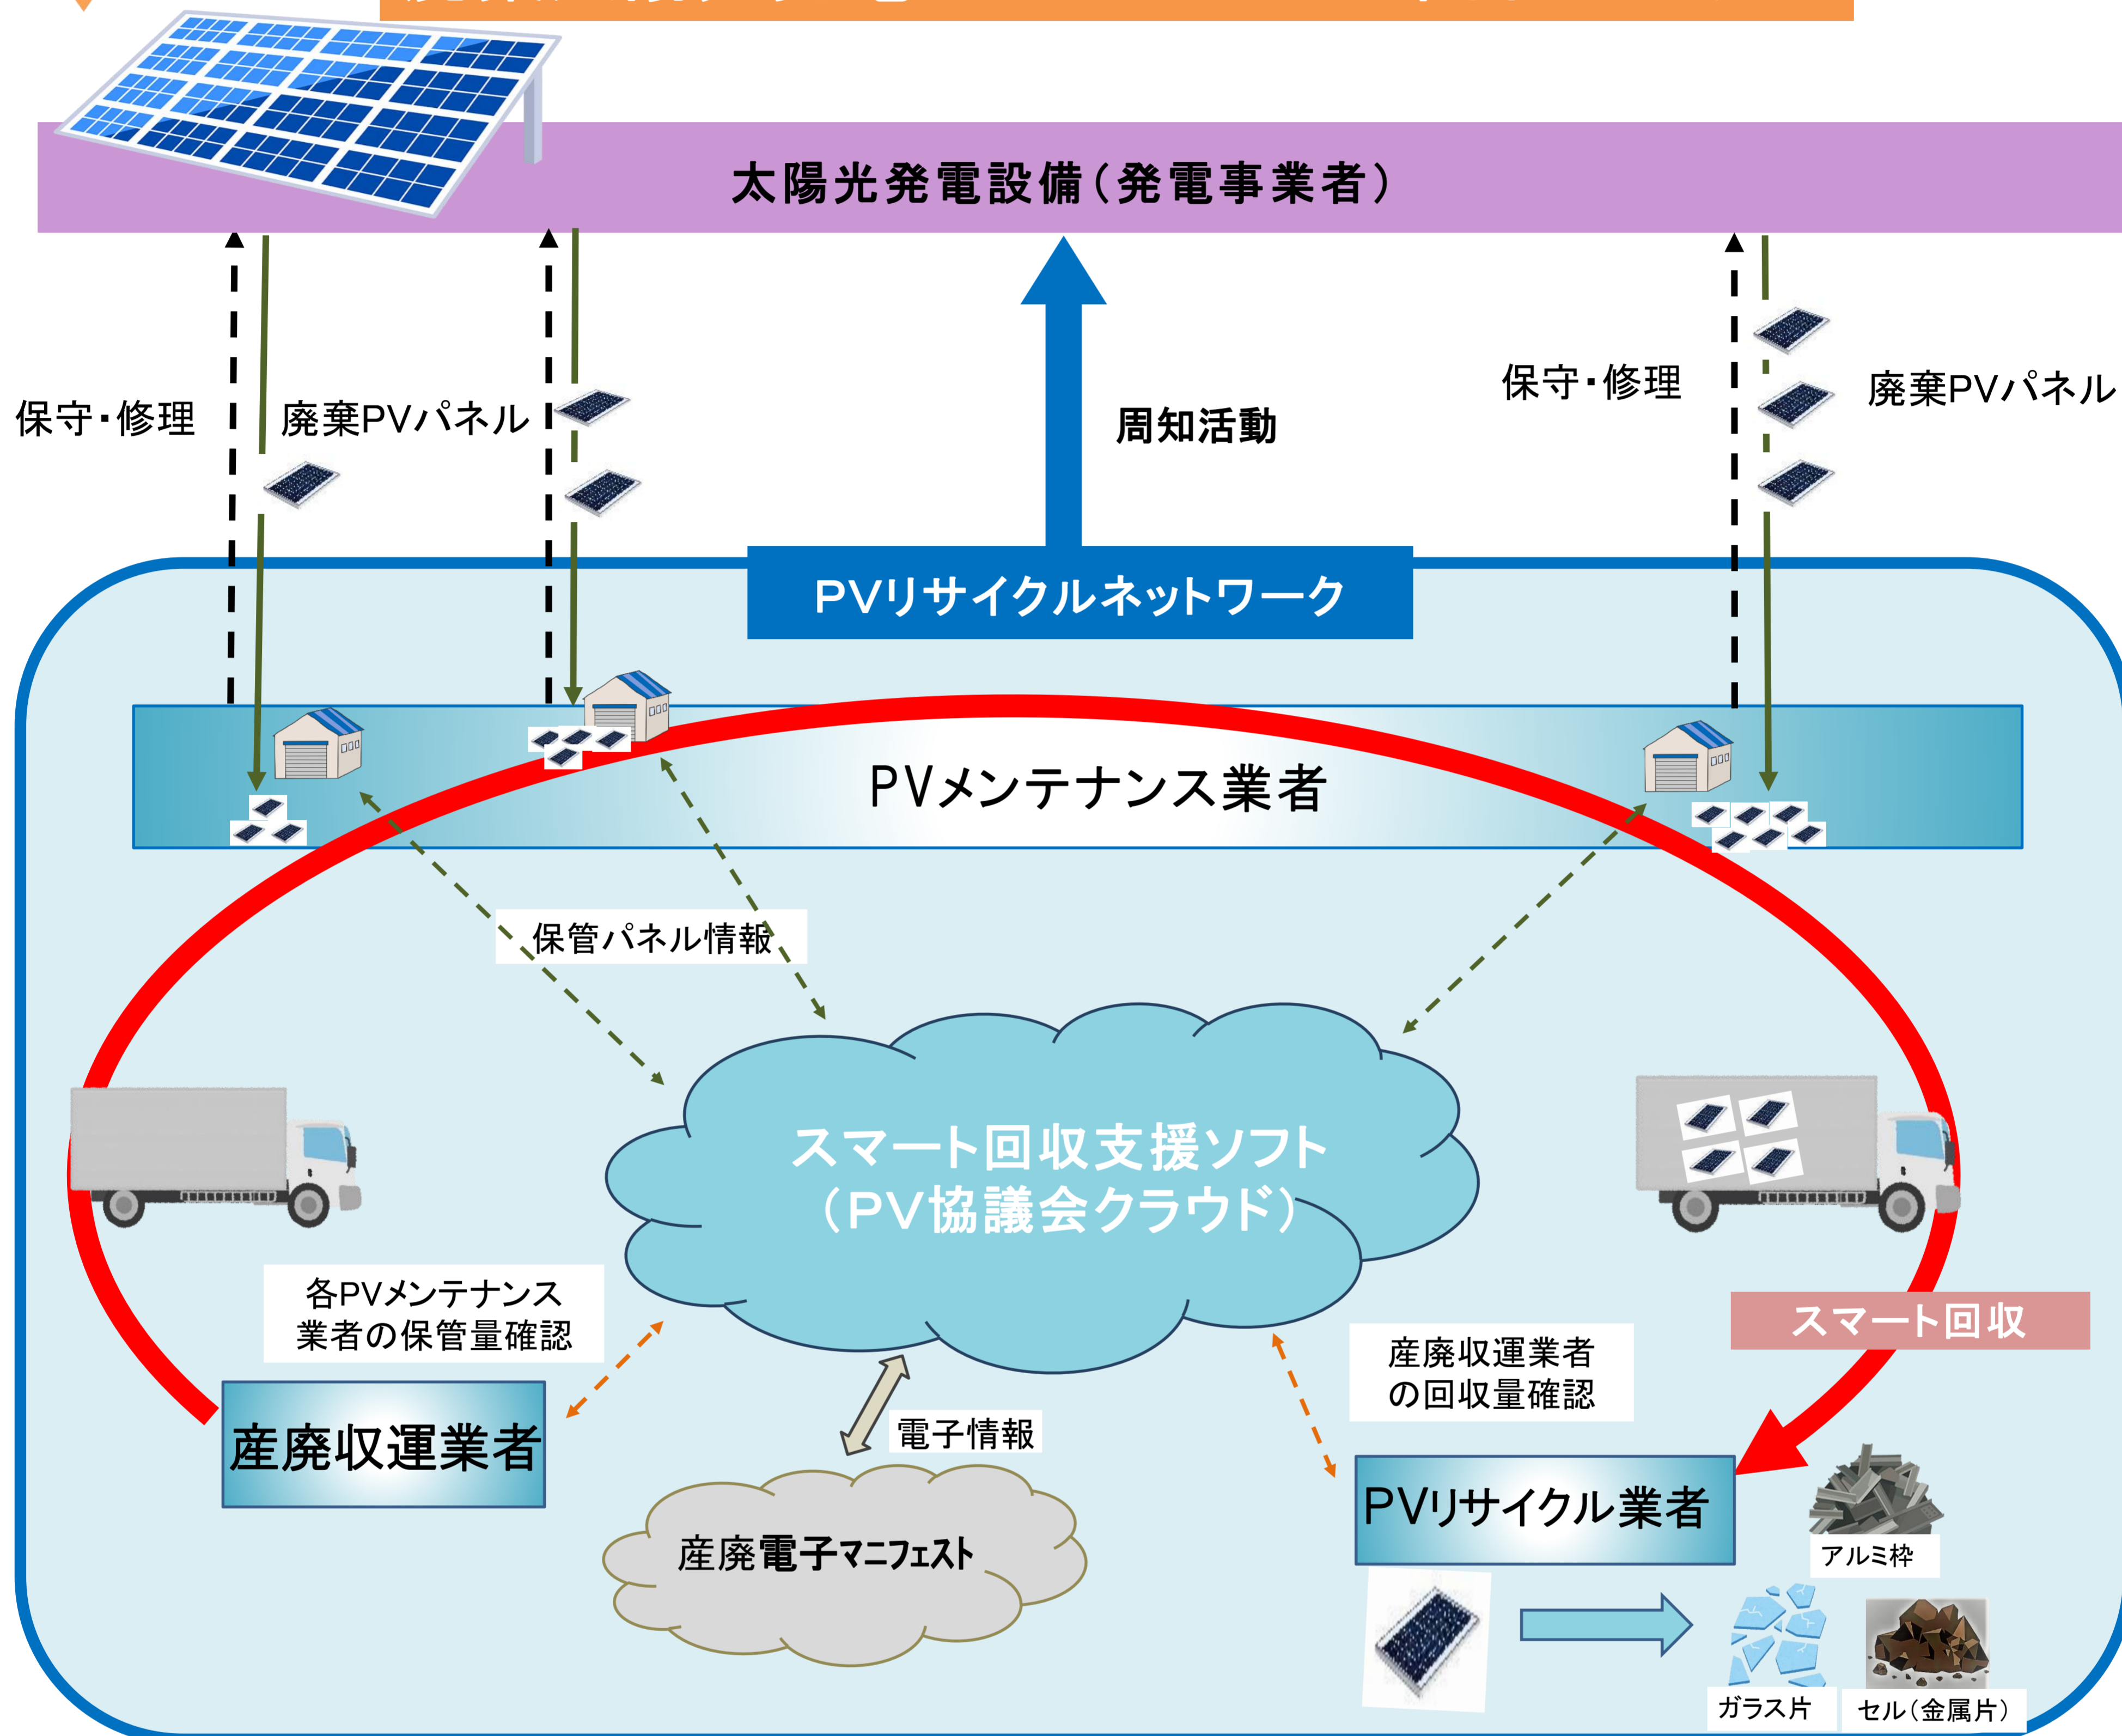 太陽光発電設備（発電事業者）
保守・修理
廃棄PVパネル
周知活動
保守・修理
廃棄PVパネル
ＰＶリサイクルネットワーク
PVメンテナンス業者
保管パネル情報
スマート回収支援ソフト
（ＰＶ協議会クラウド）
各PVメンテナンス
業者の保管量確認
スマート回収
産廃収運業者
の回収量確認
産廃収運業者
電子情報
PVリサイクル業者
産廃電子マニフェスト
アルミ枠
ガラス片
セル（金属片）